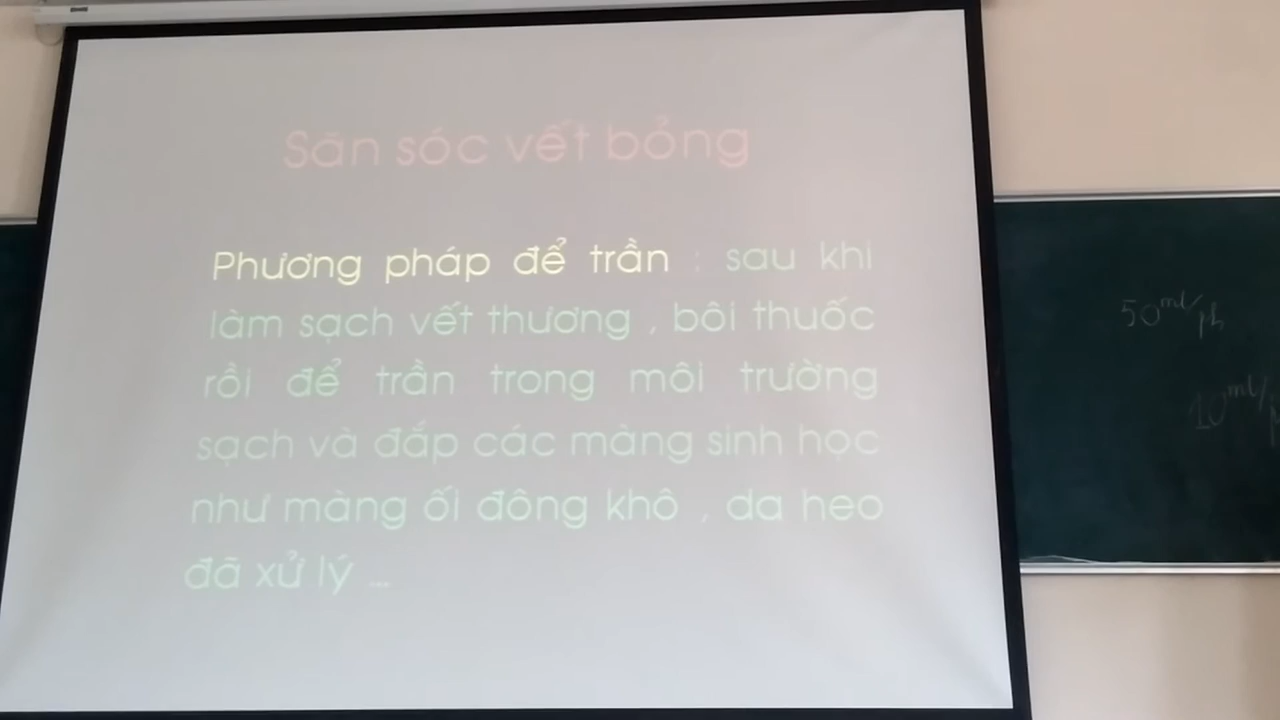 Săn sóc vết bỏng
Phương pháp để trần : sau khi
làm sạch vết thương , bôi thuốc
rồi để trần trong môi trường
sạch và đắp các màng sinh học
như màng ối đông khô , da heo
đã xử lý ...
50ml/ph
10ml/